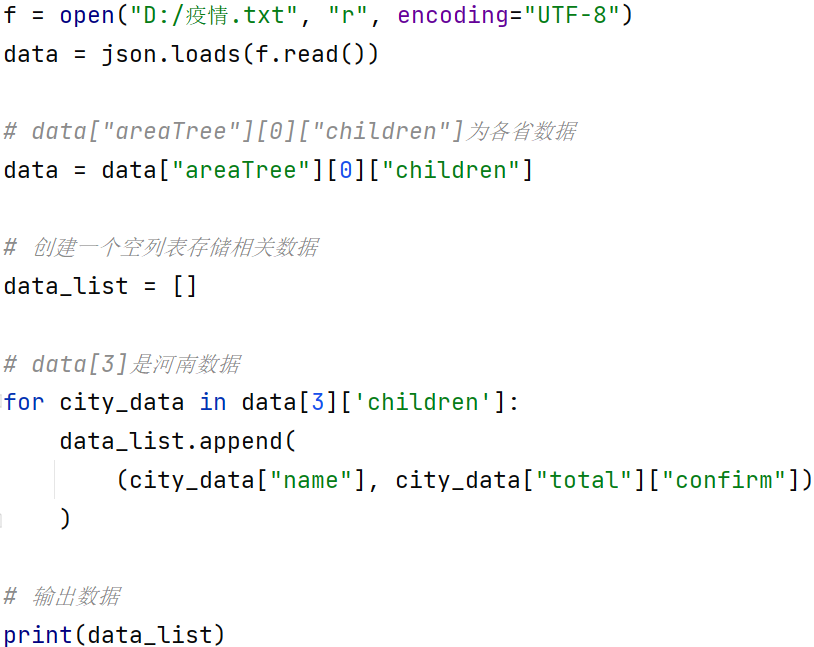 f = open("D:/疫情.txt", "r", encoding="UTF-8")
data = json.loads(f.read())
# data["areaTree"][0]["children"]为各省数据
data = data["areaTree"][0]["children"]
# 创建一个空列表存储相关数据
data_list = []
# data[3]是河南数据
for city_data in data[3]['children']:
    data_list.append(
        (city_data["name"], city_data["total"]["confirm"])
    )
# 输出数据
print(data_list)